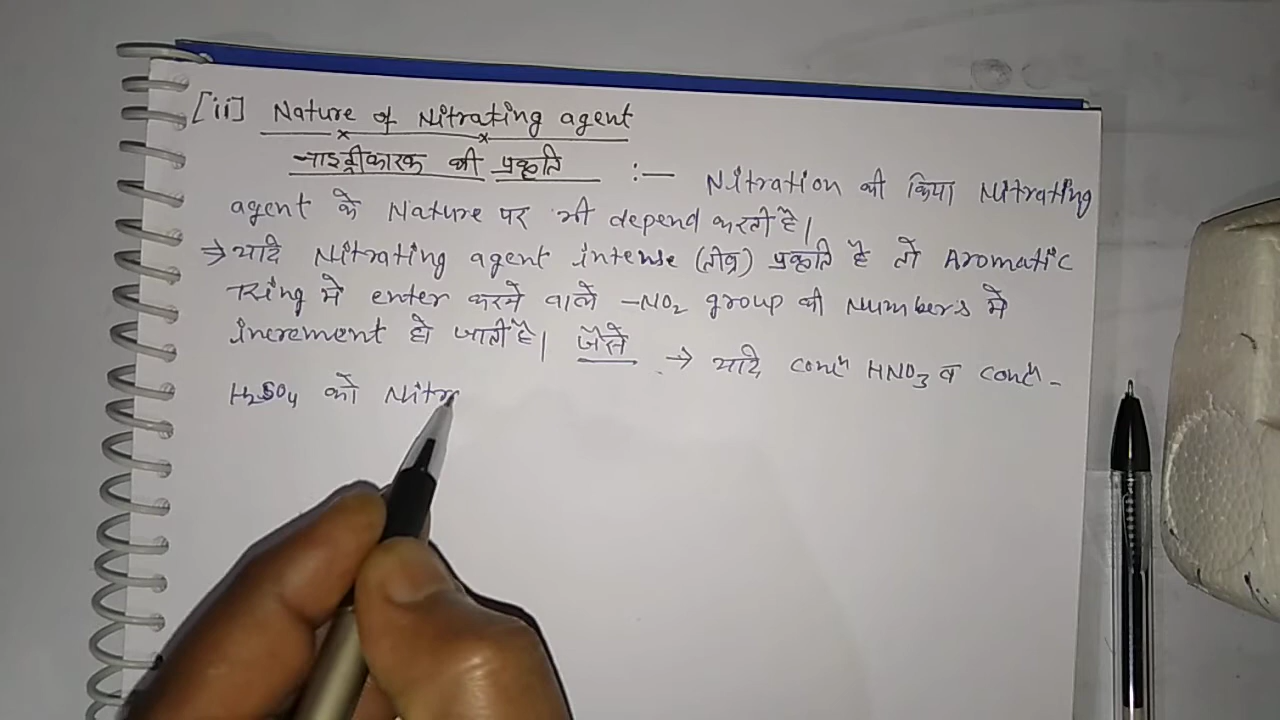 [ii] Nature of Nitrating agent
नाइट्रीकारक की प्रकृति :— Nitration की क्रिया Nitrating
agent के Nature पर भी depend करती है।
→ यदि Nitrating agent intense (तीव्र) प्रकृति है तो Aromatic
Ring में enter करने वाले -NO₂ group की Numbers में
increment हो जाती है। जैसे → यदि concⁿ HNO₃ व concⁿ -
H₂SO₄ को Nitra